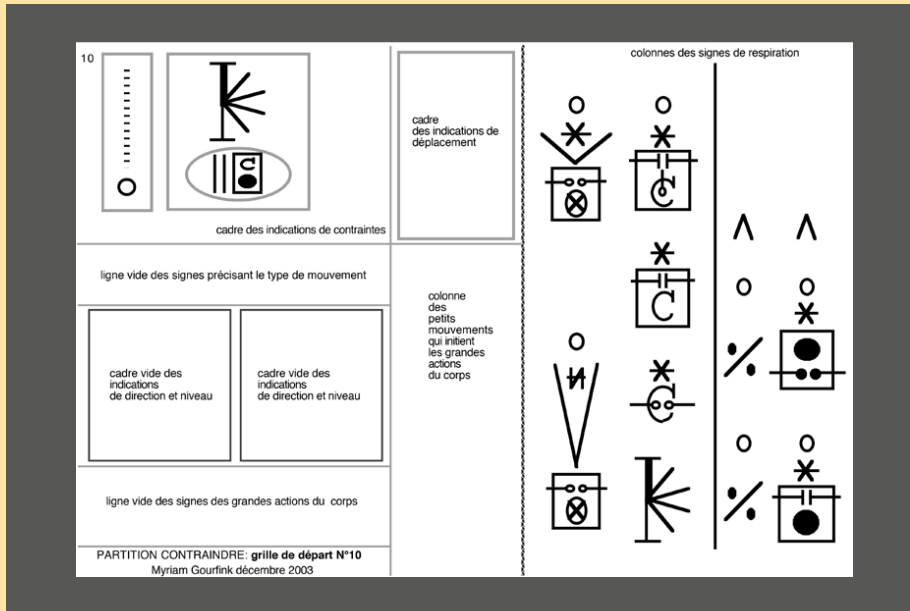 10
cadre des indications de contraintes
cadre
des indications de
déplacement
colonnes des signes de respiration
ligne vide des signes précisant le type de mouvement
cadre vide des
indications
de direction et niveau
cadre vide des
indications
de direction et niveau
colonne
des
petits
mouvements
qui initient
les grandes
actions
du corps
ligne vide des signes des grandes actions du corps
PARTITION CONTRAINDRE: grille de départ N°10
Myriam Gourfink décembre 2003